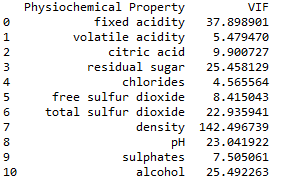 Physiochemical Property VIF
0 fixed acidity 37.898901
1 volatile acidity 5.479470
2 citric acid 9.900727
3 residual sugar 25.458129
4 chlorides 4.565564
5 free sulfur dioxide 8.415043
6 total sulfur dioxide 22.935941
7 density 142.496739
8 pH 23.041922
9 sulphates 7.505061
10 alcohol 25.492263